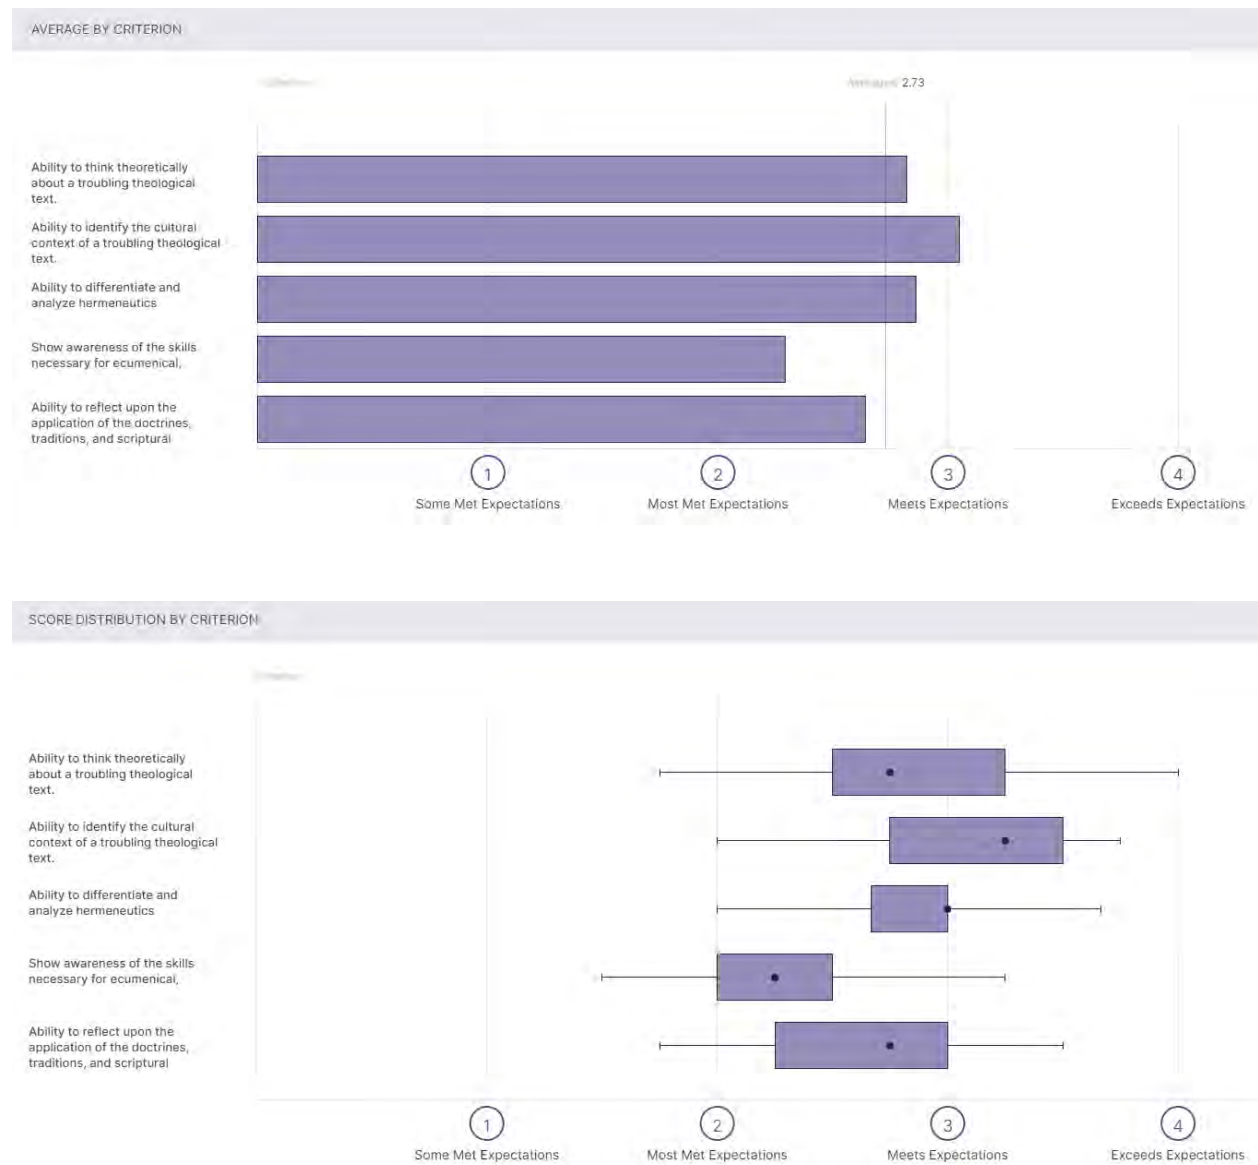 AVERAGE BY CRITERION
2.73
Ability to think theoretically
about a troubling theological
text.
Ability to identify the cultural
context of a troubling theological
text.
Ability to differentiate and
analyze hermeneutics
Show awareness of the skills
necessary for ecumenical,
Ability to reflect upon the
application of the doctrines,
traditions, and scriptural
1 2 3 4
Some Met Expectations Most Met Expectations Meets Expectations Exceeds Expectations
SCORE DISTRIBUTION BY CRITERION
Ability to think theoretically
about a troubling theological
text.
Ability to identify the cultural
context of a troubling theological
text.
Ability to differentiate and
analyze hermeneutics
Show awareness of the skills
necessary for ecumenical,
Ability to reflect upon the
application of the doctrines,
traditions, and scriptural
1 2 3 4
Some Met Expectations Most Met Expectations Meets Expectations Exceeds Expectations